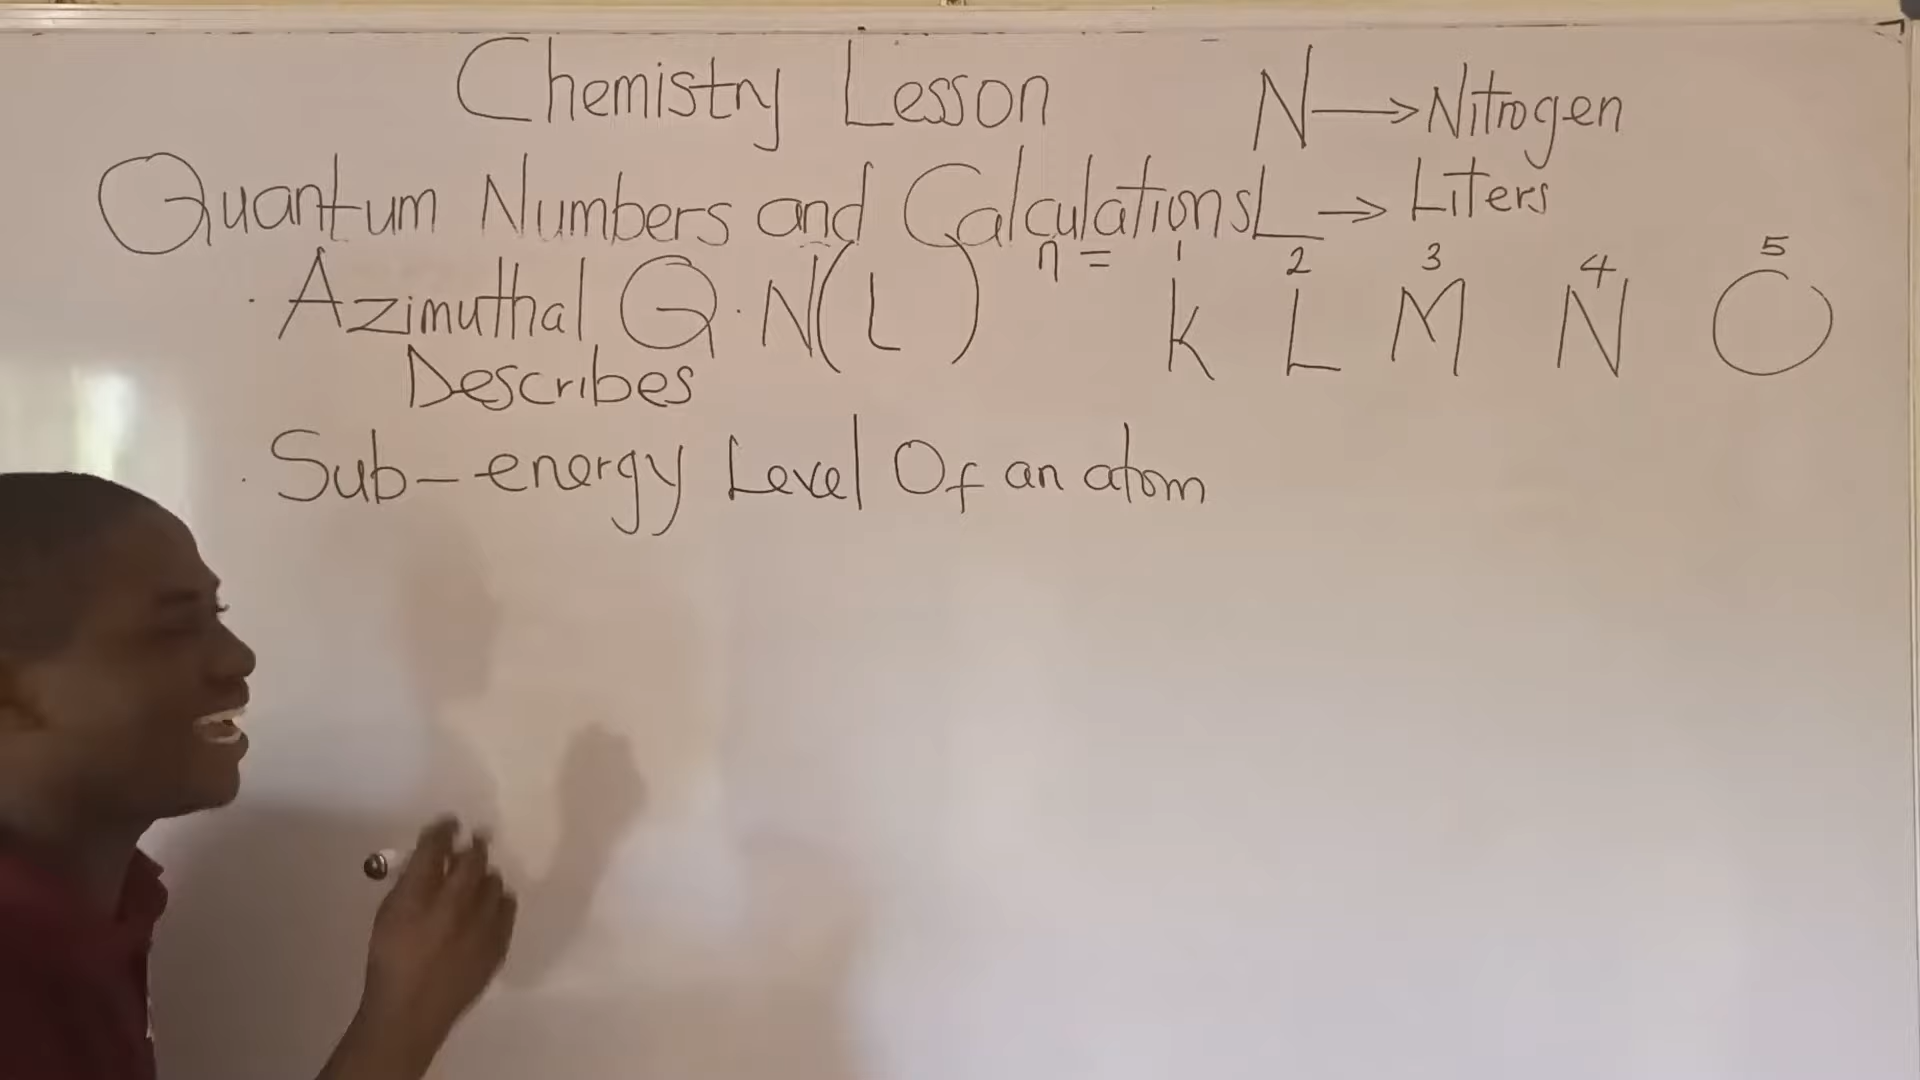 Chemistry Lesson
N → Nitrogen
Quantum Numbers and Calculations
L → Liters
n = 1 2 3 4 5
K L M N O
· Azimuthal Q.N(L)
Describes
· Sub-energy Level Of an atom